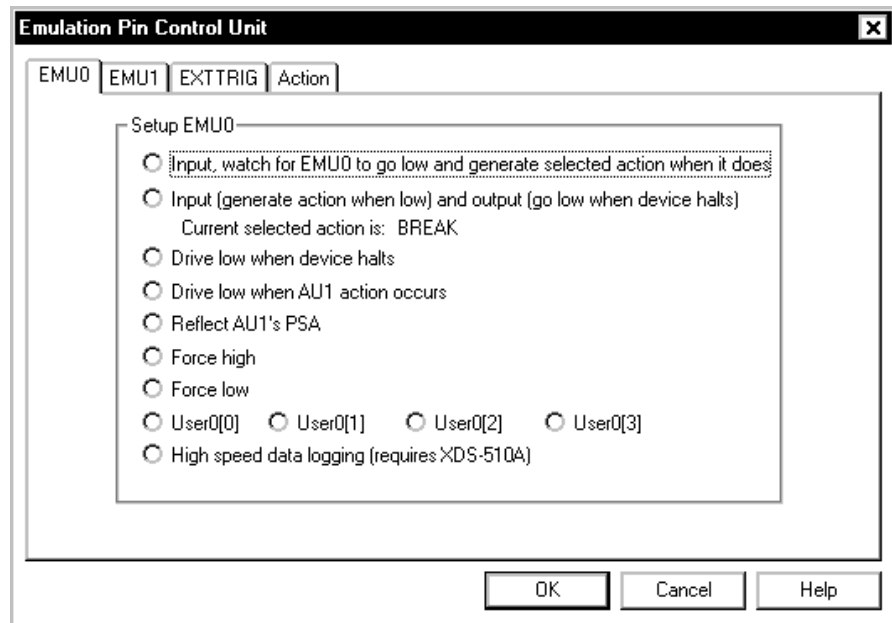 Emulation Pin Control Unit
EMU0 EMU1 EXTTRIG Action
Setup EMU0
Input, watch for EMU0 to go low and generate selected action when it does
Input (generate action when low) and output (go low when device halts)
Current selected action is: BREAK
Drive low when device halts
Drive low when AU1 action occurs
Reflect AU1's PSA
Force high
Force low
User0[0] User0[1] User0[2] User0[3]
High speed data logging (requires XDS-510A)
OK Cancel Help